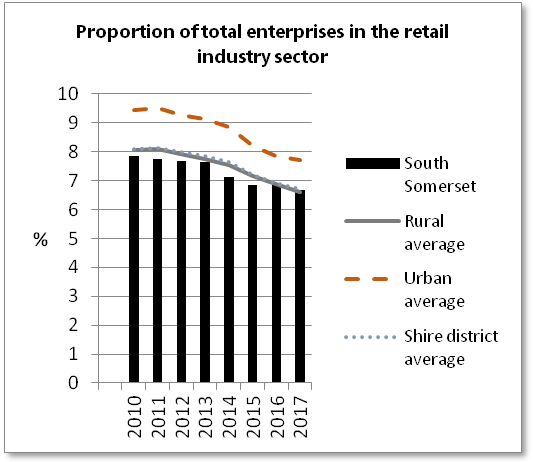 Proportion of total enterprises in the retail
industry sector
10
9
8
7
6
5
4
3
2
1
0
%
2010
2011
2012
2013
2014
2015
2016
2017
South
Somerset
Rural
average
Urban
average
Shire district
average